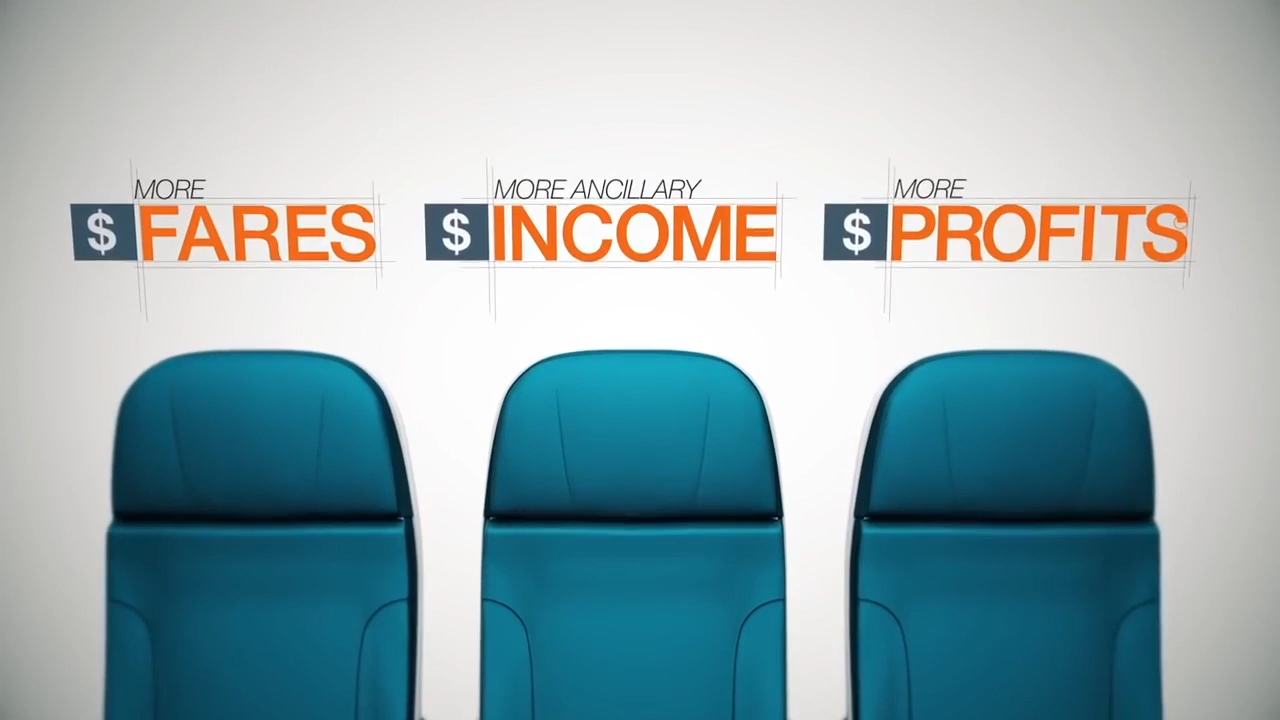 MORE
$ FARES
MORE ANCILLARY
$ INCOME
MORE
$ PROFITS